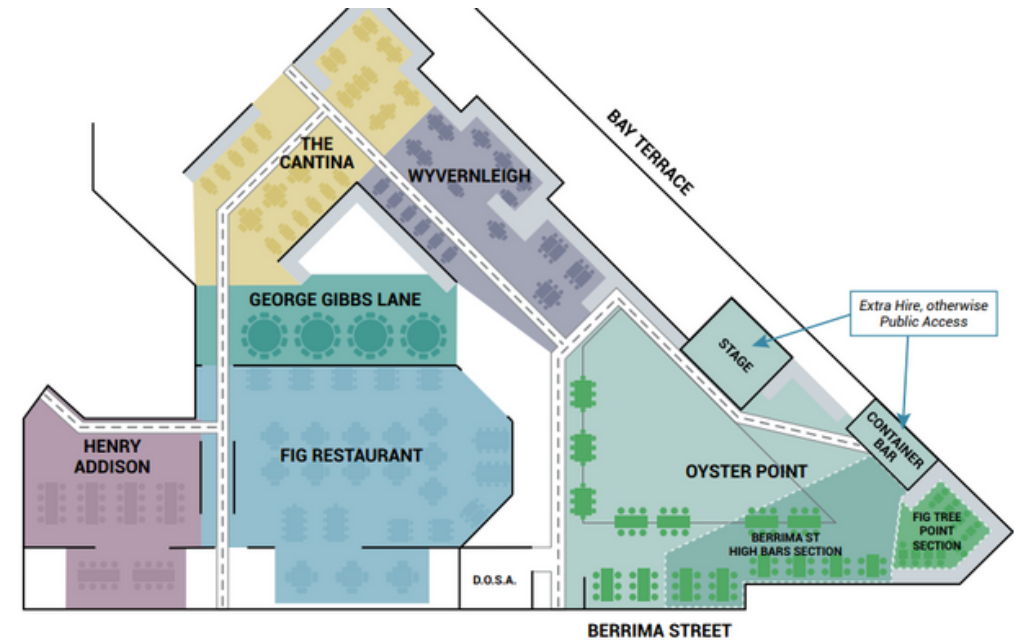 THE
CANTINA
WYVERNLEIGH
BAY TERRACE
GEORGE GIBBS LANE
Extra Hire, otherwise
Public Access
STAGE
CONTAINER
BAR
HENRY
ADDISON
FIG RESTAURANT
OYSTER POINT
BERRIMA ST
HIGH BARS SECTION
FIG TREE
POINT
SECTION
D.O.S.A.
BERRIMA STREET